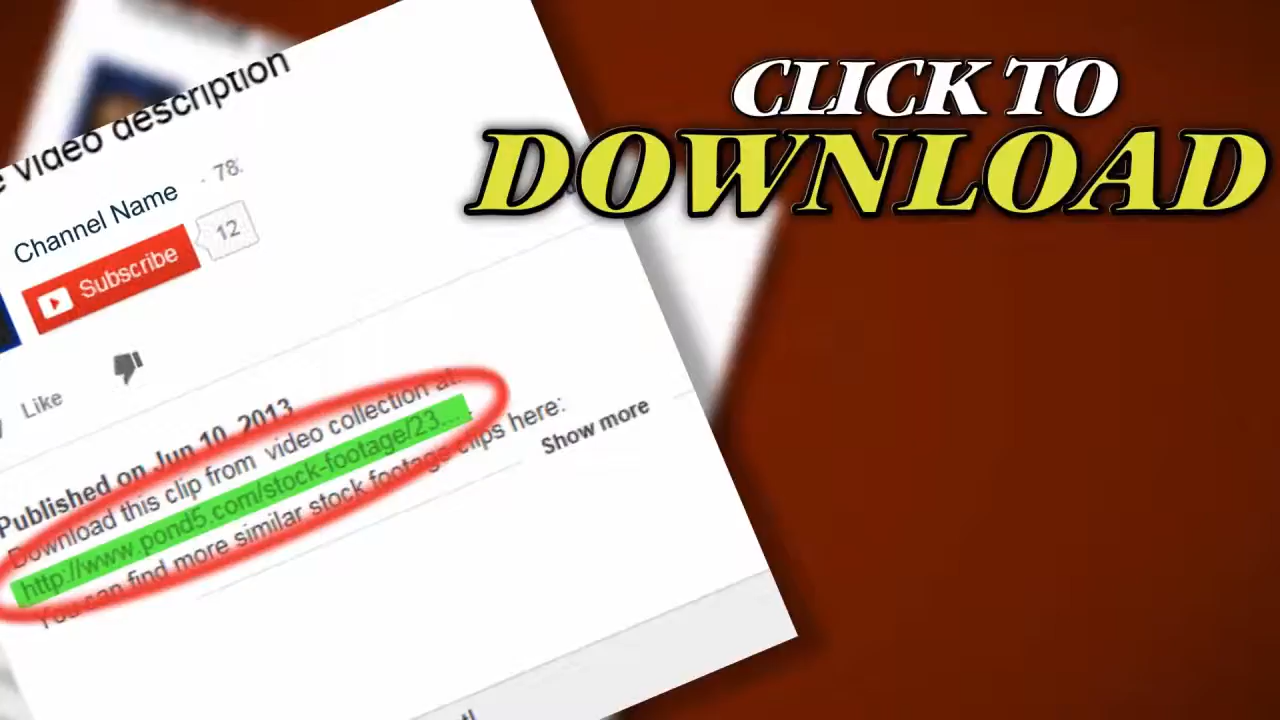 CLICK TO
DOWNLOAD
video description
Channel Name
78
Subscribe
12
Like
Published on Jun 10, 2013
Download this clip from video collection at:
http://www.pond5.com/stock-footage/23...
You can find more similar stock footage clips here:
Show more